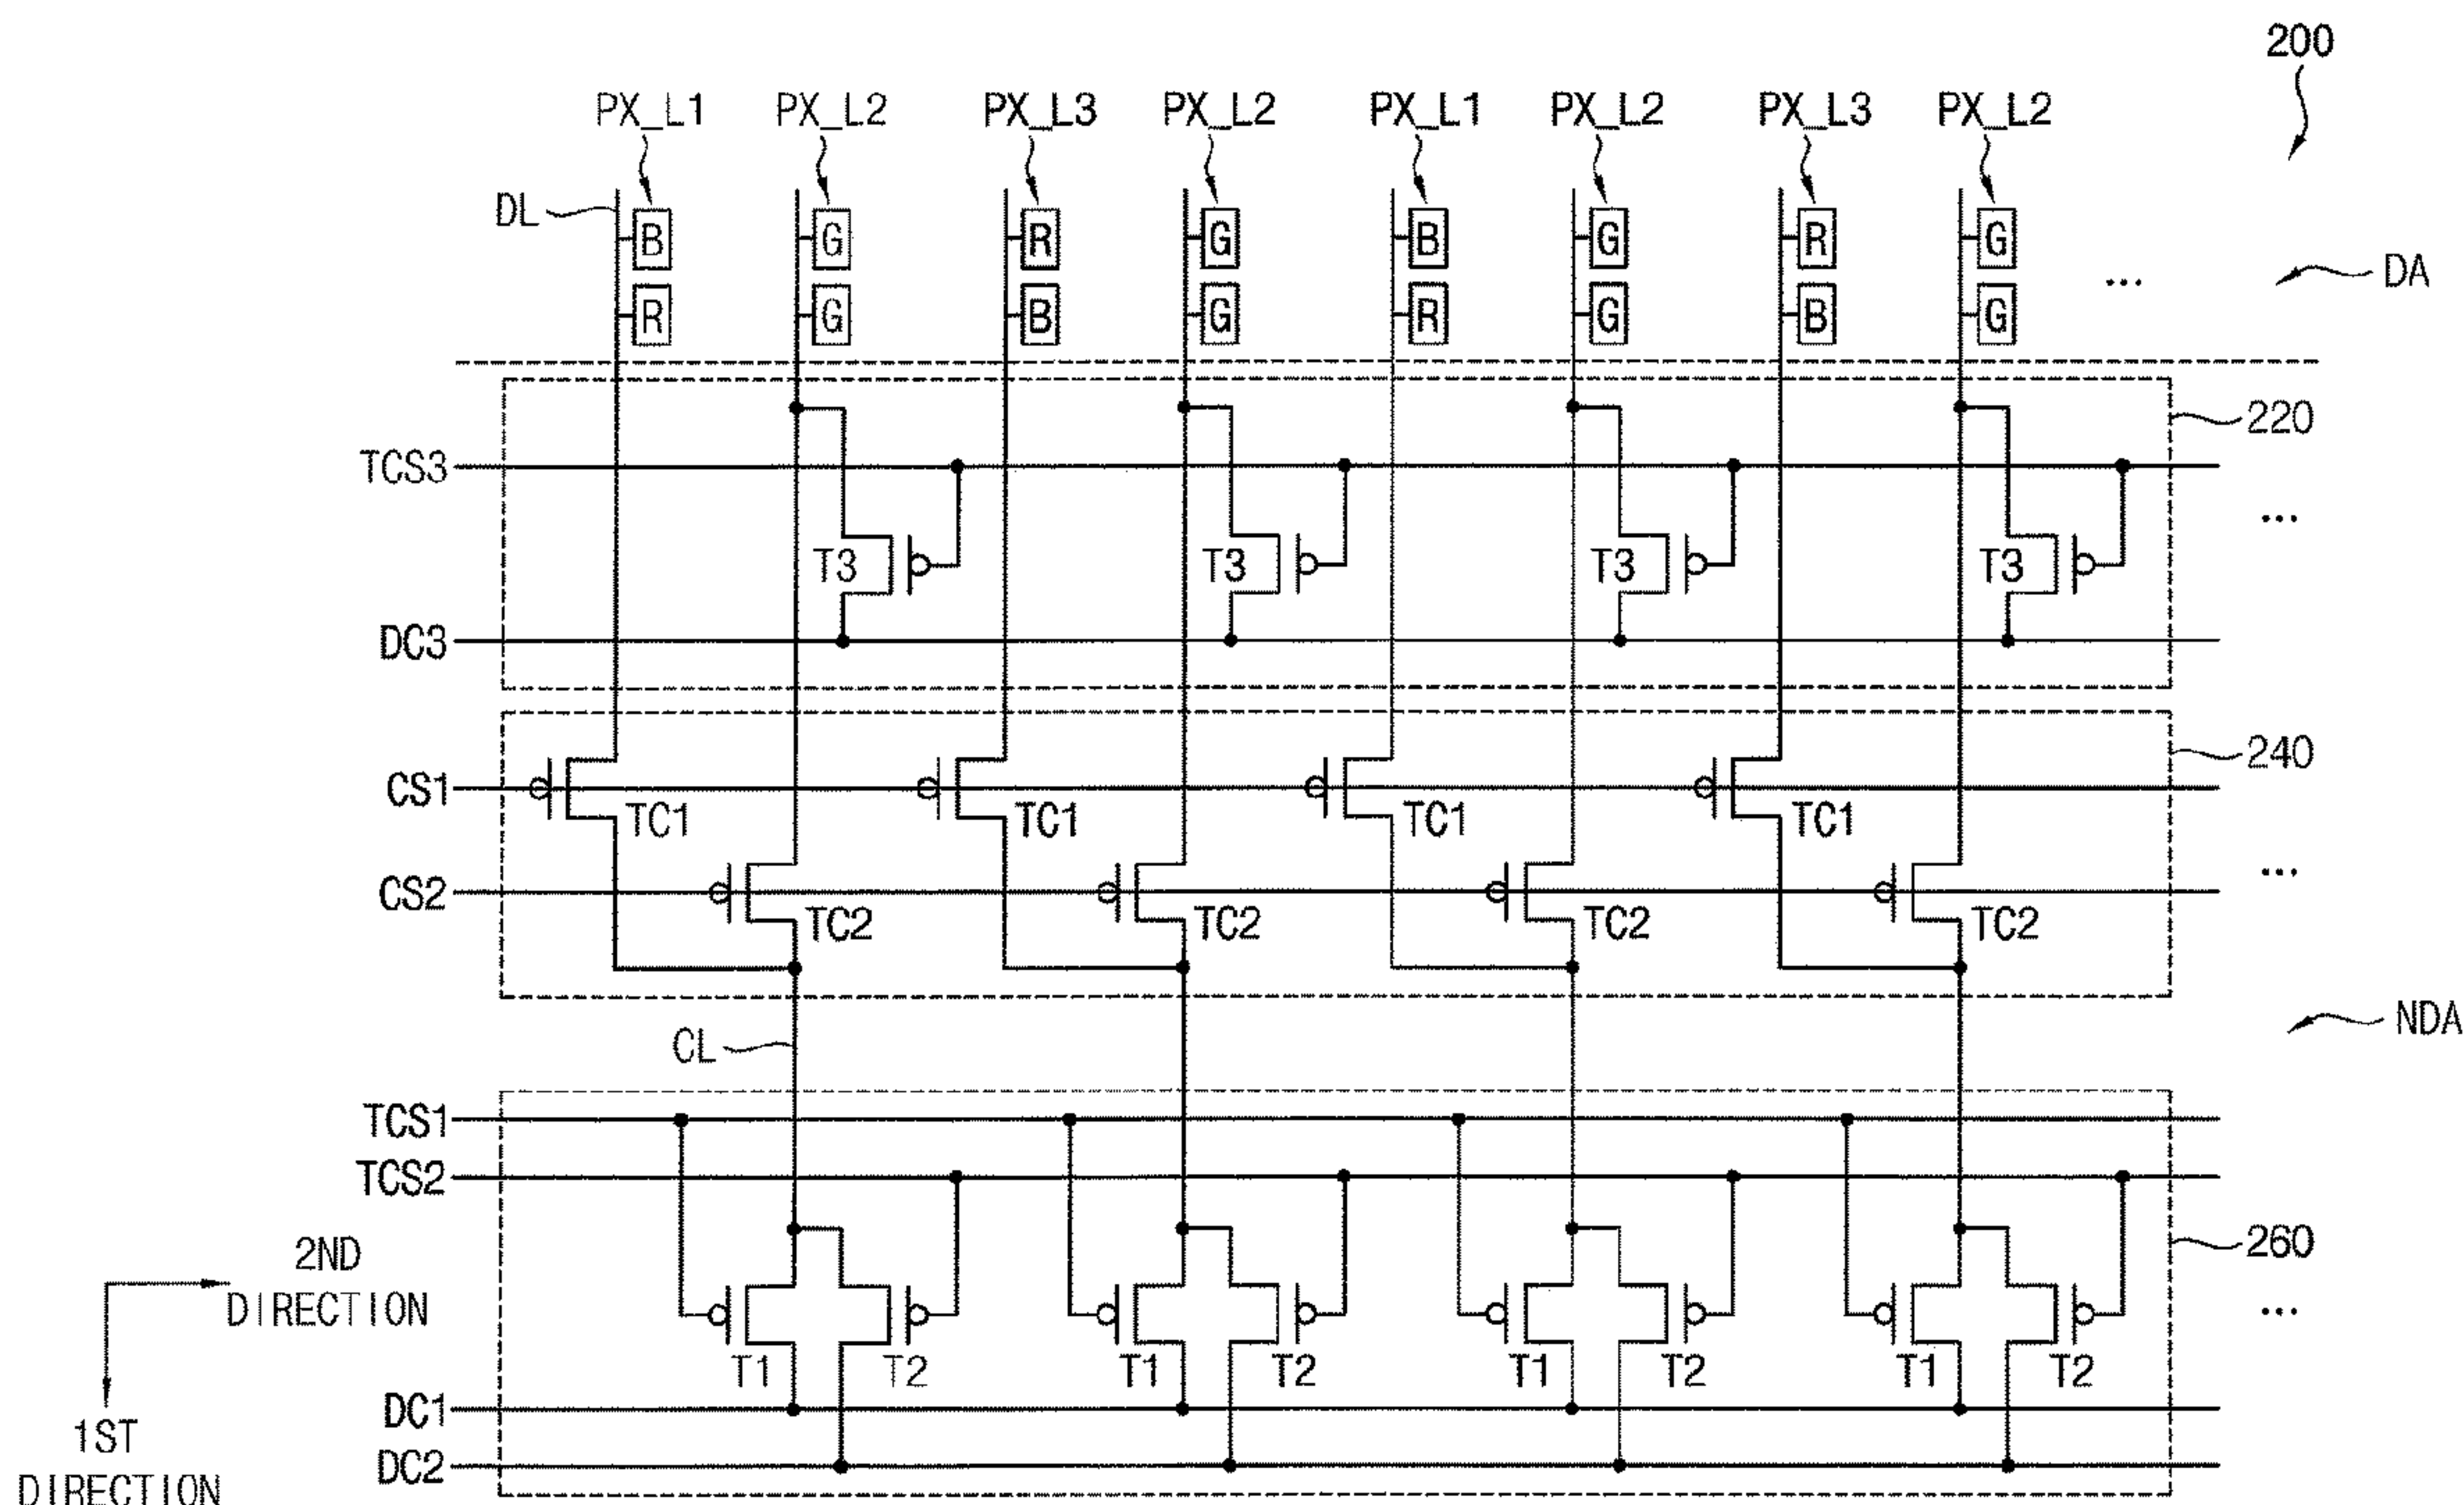 200
PX_L1 PX_L2 PX_L3 PX_L2 PX_L1 PX_L2 PX_L3 PX_L2
DL
B G R G B G R G
... DA
R G B G R G B G
220
TCS3
...
T3 T3 T3 T3
DC3
240
CS1
TC1 TC1 TC1 TC1
...
CS2
TC2 TC2 TC2 TC2
NDA
CL
TCS1
TCS2
260
2ND
DIRECTION
...
T1 T2 T1 T2 T1 T2 T1 T2
DC1
1ST
DC2
DIRECTION